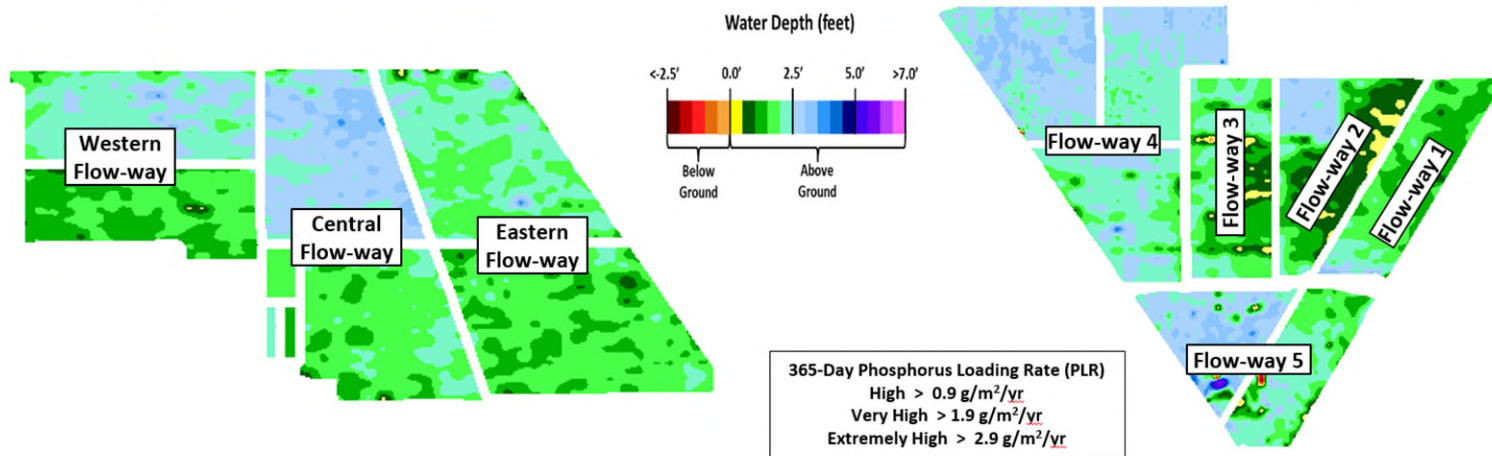 Water Depth (feet)
<-2.5' 0.0' 2.5' 5.0' >7.0'
Below
Ground
Above
Ground
Western
Flow-way
Central
Flow-way
Eastern
Flow-way
Flow-way 4
Flow-way 3
Flow-way 2
Flow-way 1
Flow-way 5
365-Day Phosphorus Loading Rate (PLR)
High > 0.9 g/m²/yr
Very High > 1.9 g/m²/yr
Extremely High > 2.9 g/m²/yr